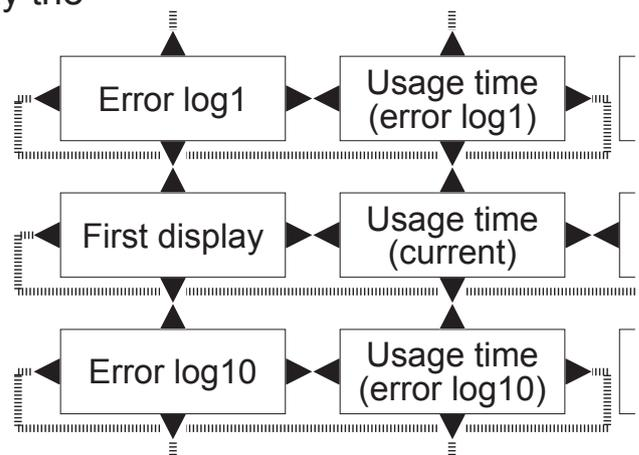 y the
Error log1
Usage time
(error log1)
First display
Usage time
(current)
Error log10
Usage time
(error log10)